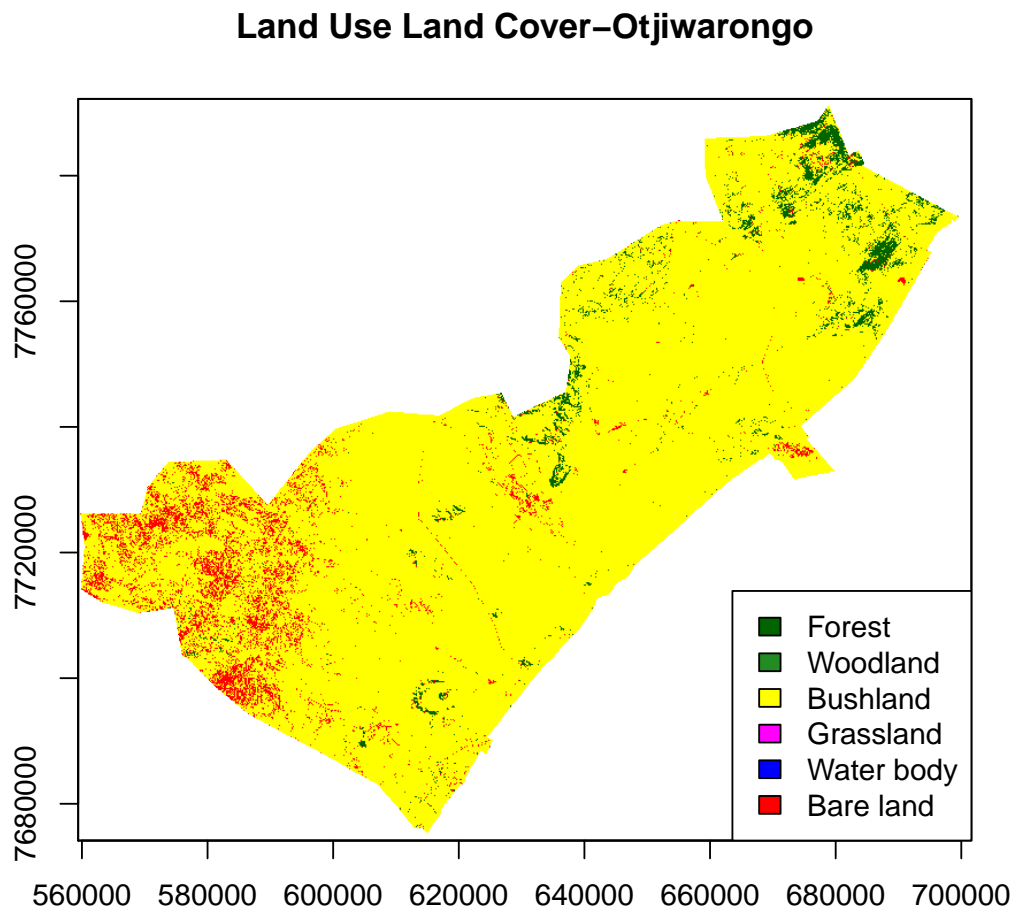 Land Use Land Cover–Otjiwarongo
7760000
7720000
7680000
Forest
Woodland
Bushland
Grassland
Water body
Bare land
560000 580000 600000 620000 640000 660000 680000 700000